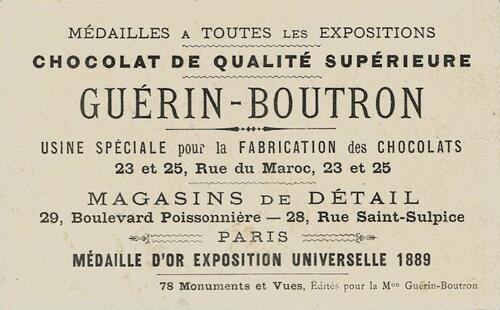 MÉDAILLES A TOUTES LES EXPOSITIONS
CHOCOLAT DE QUALITÉ SUPÉRIEURE
GUÉRIN-BOUTRON
USINE SPÉCIALE pour la FABRICATION des CHOCOLATS
23 et 25, Rue du Maroc, 23 et 25
MAGASINS DE DÉTAIL
29, Boulevard Poissonnière — 28, Rue Saint-Sulpice
PARIS
MÉDAILLE D'OR EXPOSITION UNIVERSELLE 1889
78 Monuments et Vues, Édités pour la Mon Guérin-Boutron